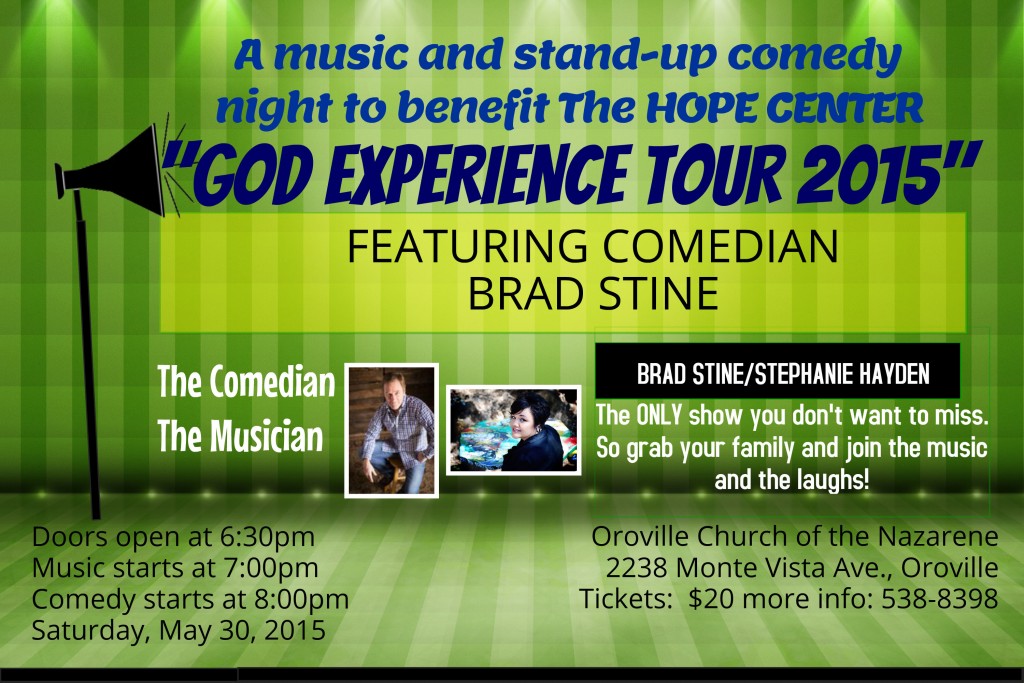 A music and stand-up comedy
night to benefit The HOPE CENTER
"GOD EXPERIENCE TOUR 2015"
FEATURING COMEDIAN
BRAD STINE
The Comedian
The Musician
BRAD STINE/STEPHANIE HAYDEN
The ONLY show you don't want to miss.
So grab your family and join the music
and the laughs!
Doors open at 6:30pm
Music starts at 7:00pm
Comedy starts at 8:00pm
Saturday, May 30, 2015
Oroville Church of the Nazarene
2238 Monte Vista Ave., Oroville
Tickets:  $20 more info: 538-8398